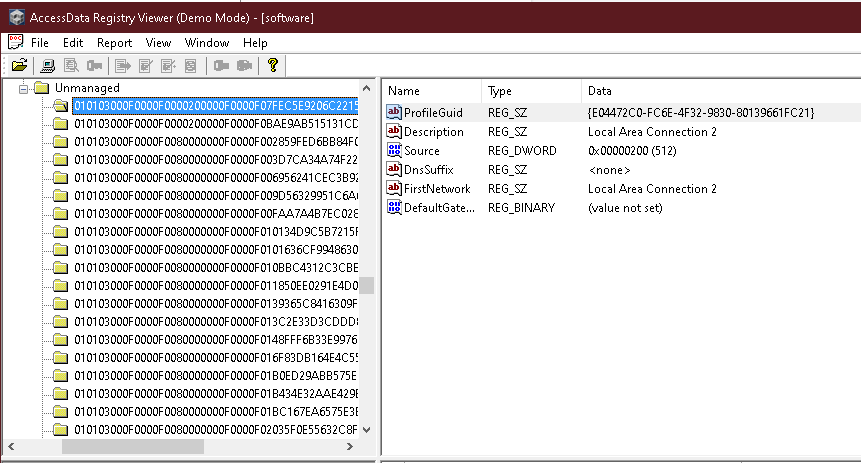 AccessData Registry Viewer (Demo Mode) - [software]
File Edit Report View Window Help
Unmanaged
010103000F0000F0000200000F0000F07FEC5E9206C2215
010103000F0000F0000200000F0000F0BAE9AB515131CD
010103000F0000F0080000000F0000F002859FED6BB84F0
010103000F0000F0080000000F0000F003D7CA34A74F22
010103000F0000F0080000000F0000F006956241CEC3B92
010103000F0000F0080000000F0000F009D56329951C6A
010103000F0000F0080000000F0000F00FAA7A4B7EC028
010103000F0000F0080000000F0000F010134D9C5B7215F
010103000F0000F0080000000F0000F0101636CF9948630
010103000F0000F0080000000F0000F010BBC4312C3CBE
010103000F0000F0080000000F0000F011850EE0291E4D0
010103000F0000F0080000000F0000F0139365C8416309F
010103000F0000F0080000000F0000F013C2E33D3CDDD
010103000F0000F0080000000F0000F0148FFF6B33E9976
010103000F0000F0080000000F0000F016F83DB164E4C55
010103000F0000F0080000000F0000F01B0ED29ABB575E
010103000F0000F0080000000F0000F01B434E32AAE429E
010103000F0000F0080000000F0000F01BC167EA6575E3
010103000F0000F0080000000F0000F02035F0E55632C8F
Name Type Data
ProfileGuid REG_SZ {E04472C0-FC6E-4F32-9830-80139661FC21}
Description REG_SZ Local Area Connection 2
Source REG_DWORD 0x00000200 (512)
DnsSuffix REG_SZ <none>
FirstNetwork REG_SZ Local Area Connection 2
DefaultGate... REG_BINARY (value not set)